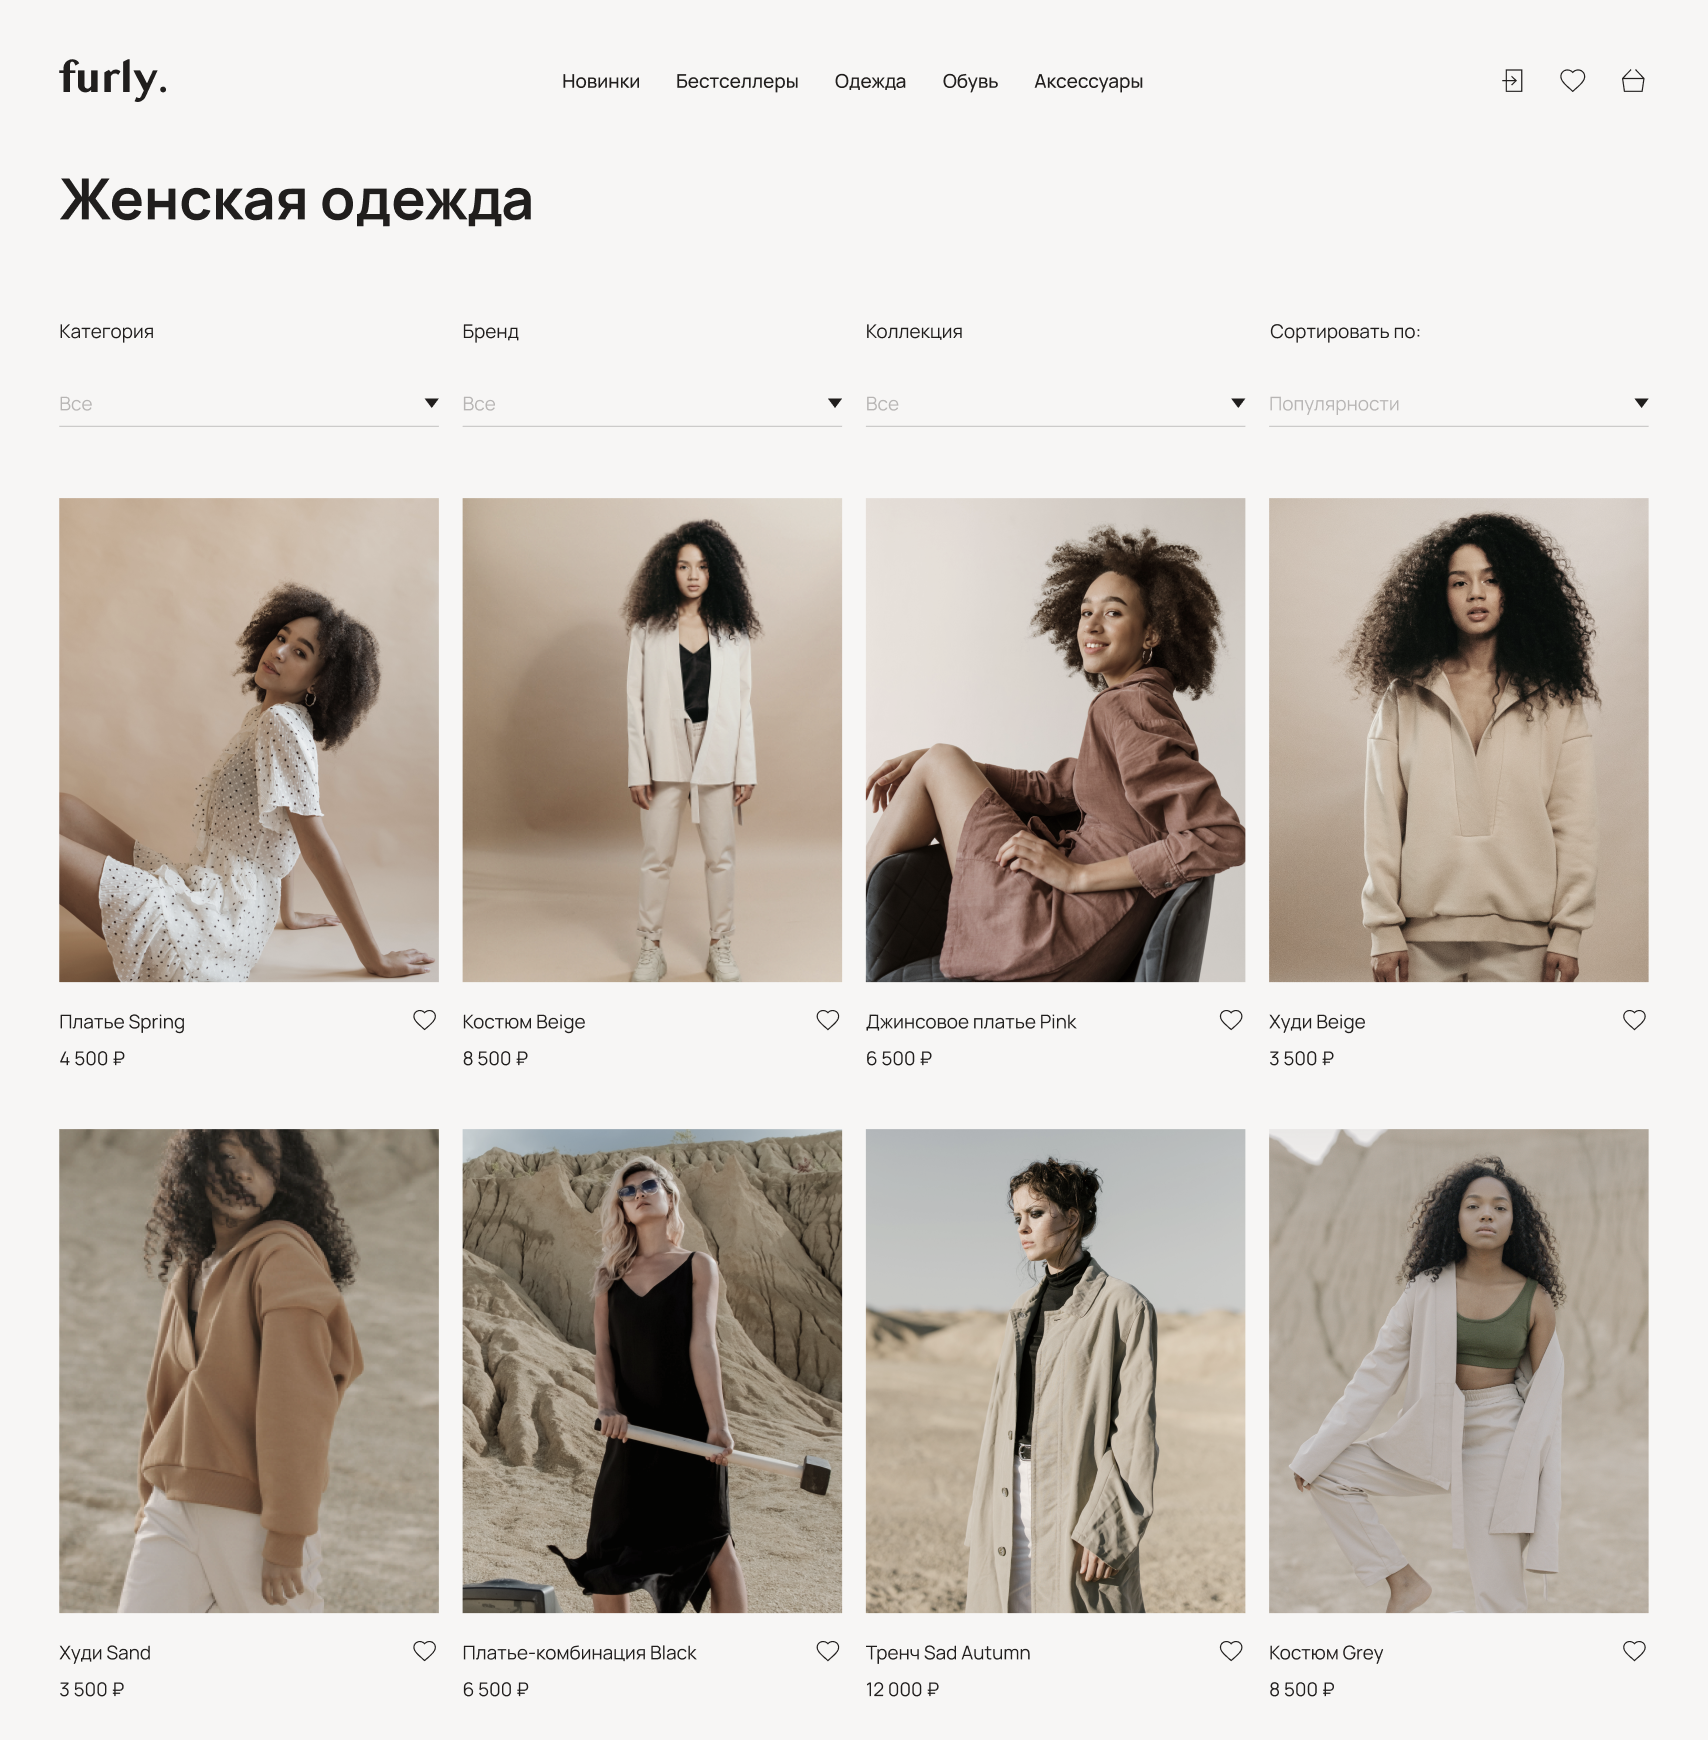 furly.
Новинки Бестселлеры Одежда Обувь Аксессуары
Женская одежда
Категория Бренд Коллекция Сортировать по:
Все Все Все Популярности
Платье Spring Костюм Beige Джинсовое платье Pink Худи Beige
4 500 ₽ 8 500 ₽ 6 500 ₽ 3 500 ₽
Худи Sand Платье-комбинация Black Тренч Sad Autumn Костюм Grey
3 500 ₽ 6 500 ₽ 12 000 ₽ 8 500 ₽